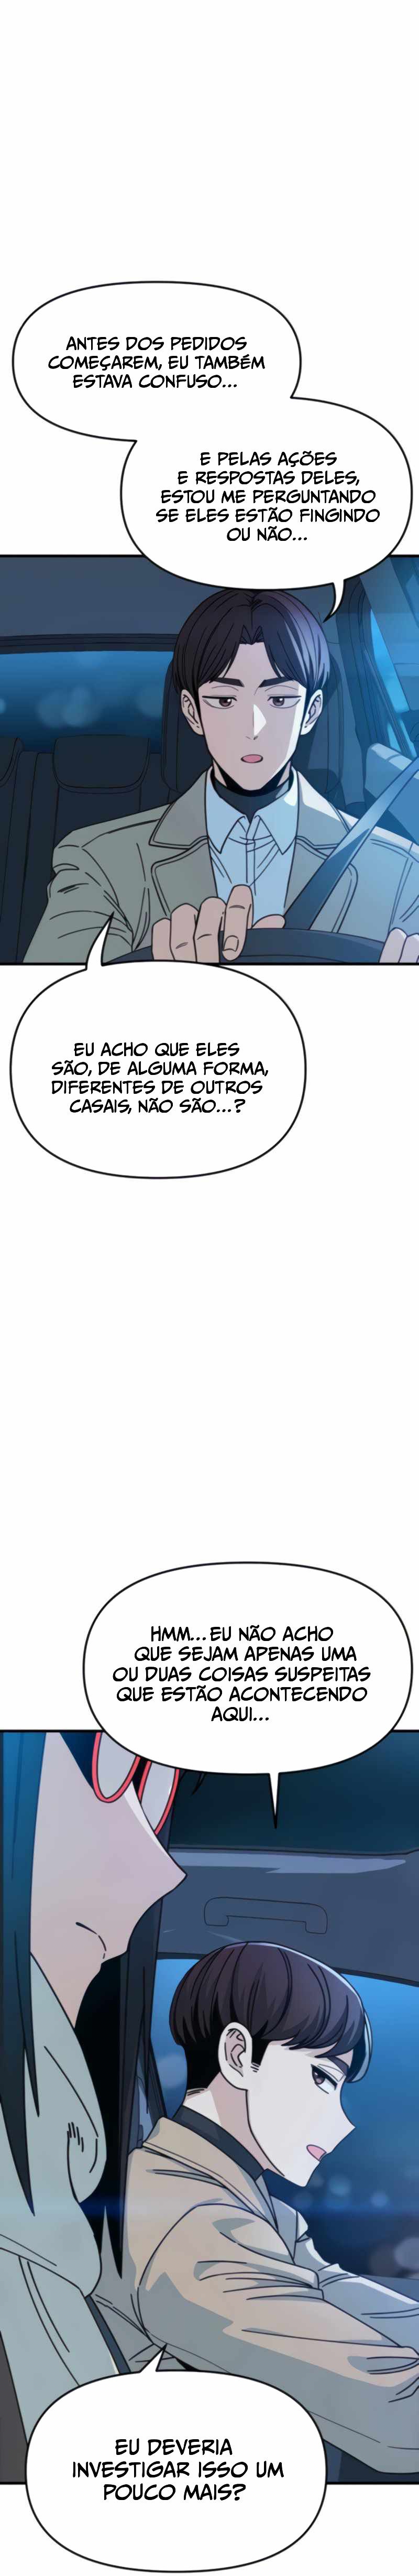 ANTES DOS PEDIDOS
COMEÇAREM, EU TAMBÉM
ESTAVA CONFUSO...
E PELAS AÇÕES
E RESPOSTAS DELES,
ESTOU ME PERGUNTANDO
SE ELES ESTÃO FINGINDO
OU NÃO...
EU ACHO QUE ELES
SÃO, DE ALGUMA FORMA,
DIFERENTES DE OUTROS
CASAIS, NÃO SÃO...?
HMM...EU NÃO ACHO
QUE SEJAM APENAS UMA
OU DUAS COISAS SUSPEITAS
QUE ESTÃO ACONTECENDO
AQUI...
EU DEVERIA
INVESTIGAR ISSO UM
POUCO MAIS?